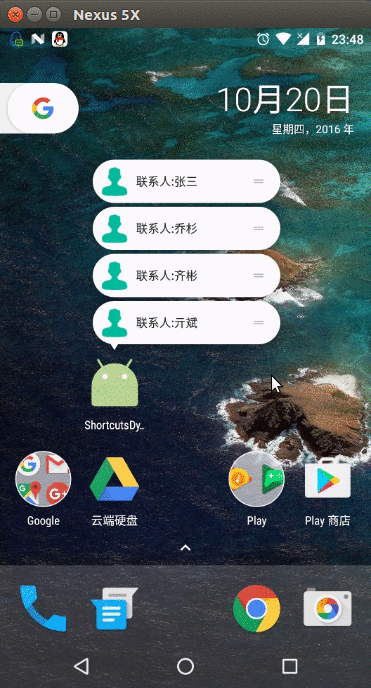 Nexus 5X
23:48
10月20日
星期四，2016 年
联系人:张三
联系人:乔杉
联系人:齐彬
联系人:亓斌
ShortcutsDy..
Google
云端硬盘
Play
Play 商店